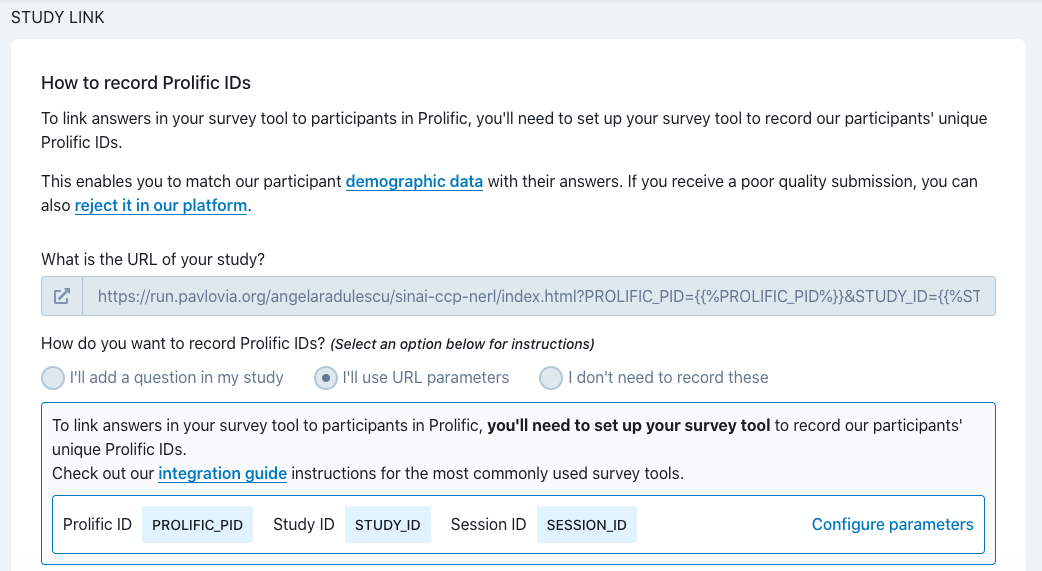 STUDY LINK
How to record Prolific IDs
To link answers in your survey tool to participants in Prolific, you'll need to set up your survey tool to record our participants' unique
Prolific IDs.
This enables you to match our participant demographic data with their answers. If you receive a poor quality submission, you can
also reject it in our platform.
What is the URL of your study?
https://run.pavlovia.org/angelaradulescu/sinai-ccp-nerl/index.html?PROLIFIC_PID={{%PROLIFIC_PID%}}&STUDY_ID={{%ST
How do you want to record Prolific IDs? (Select an option below for instructions)
I'll add a question in my study I'll use URL parameters I don't need to record these
To link answers in your survey tool to participants in Prolific, you'll need to set up your survey tool to record our participants'
unique Prolific IDs.
Check out our integration guide instructions for the most commonly used survey tools.
Prolific ID PROLIFIC_PID Study ID STUDY_ID Session ID SESSION_ID Configure parameters